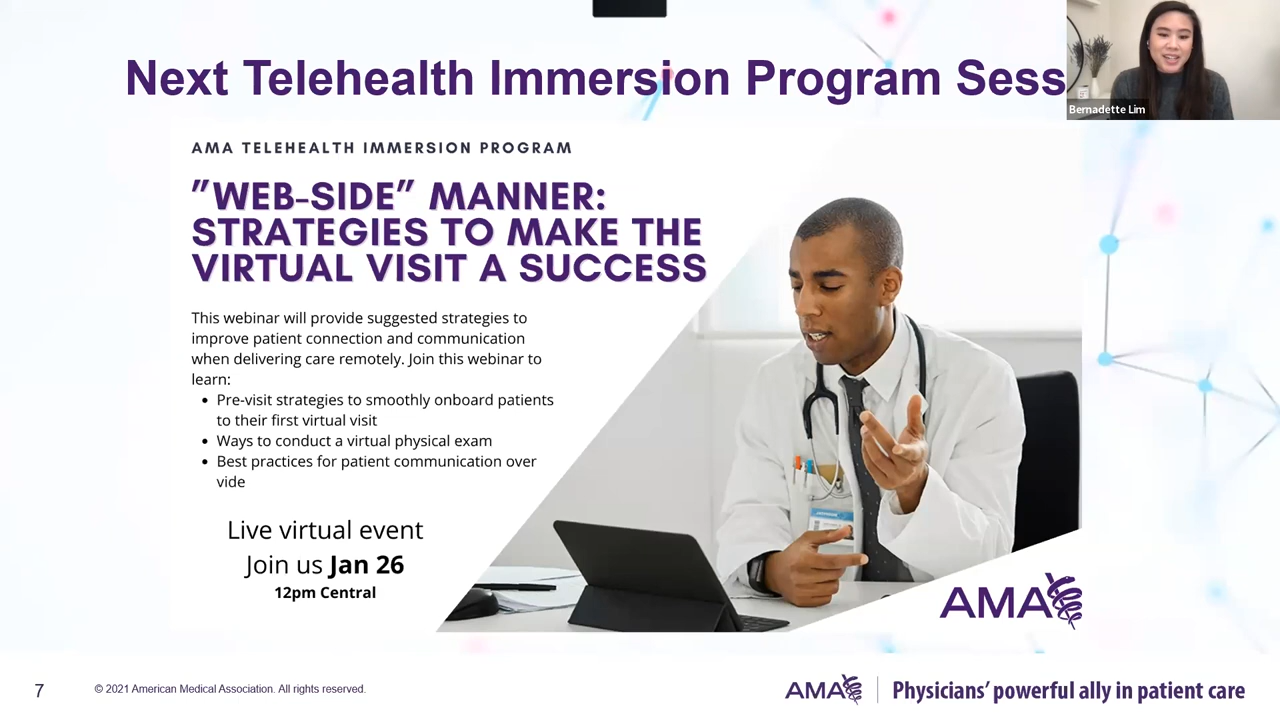 Next Telehealth Immersion Program Sess
Bernadette Lim
AMA TELEHEALTH IMMERSION PROGRAM
”WEB-SIDE” MANNER:
STRATEGIES TO MAKE THE
VIRTUAL VISIT A SUCCESS
This webinar will provide suggested strategies to
improve patient connection and communication
when delivering care remotely. Join this webinar to
learn:
• Pre-visit strategies to smoothly onboard patients
to their first virtual visit
• Ways to conduct a virtual physical exam
• Best practices for patient communication over
vide
Live virtual event
Join us Jan 26
12pm Central
AMA
7
© 2021 American Medical Association. All rights reserved.
AMA
Physicians’ powerful ally in patient care